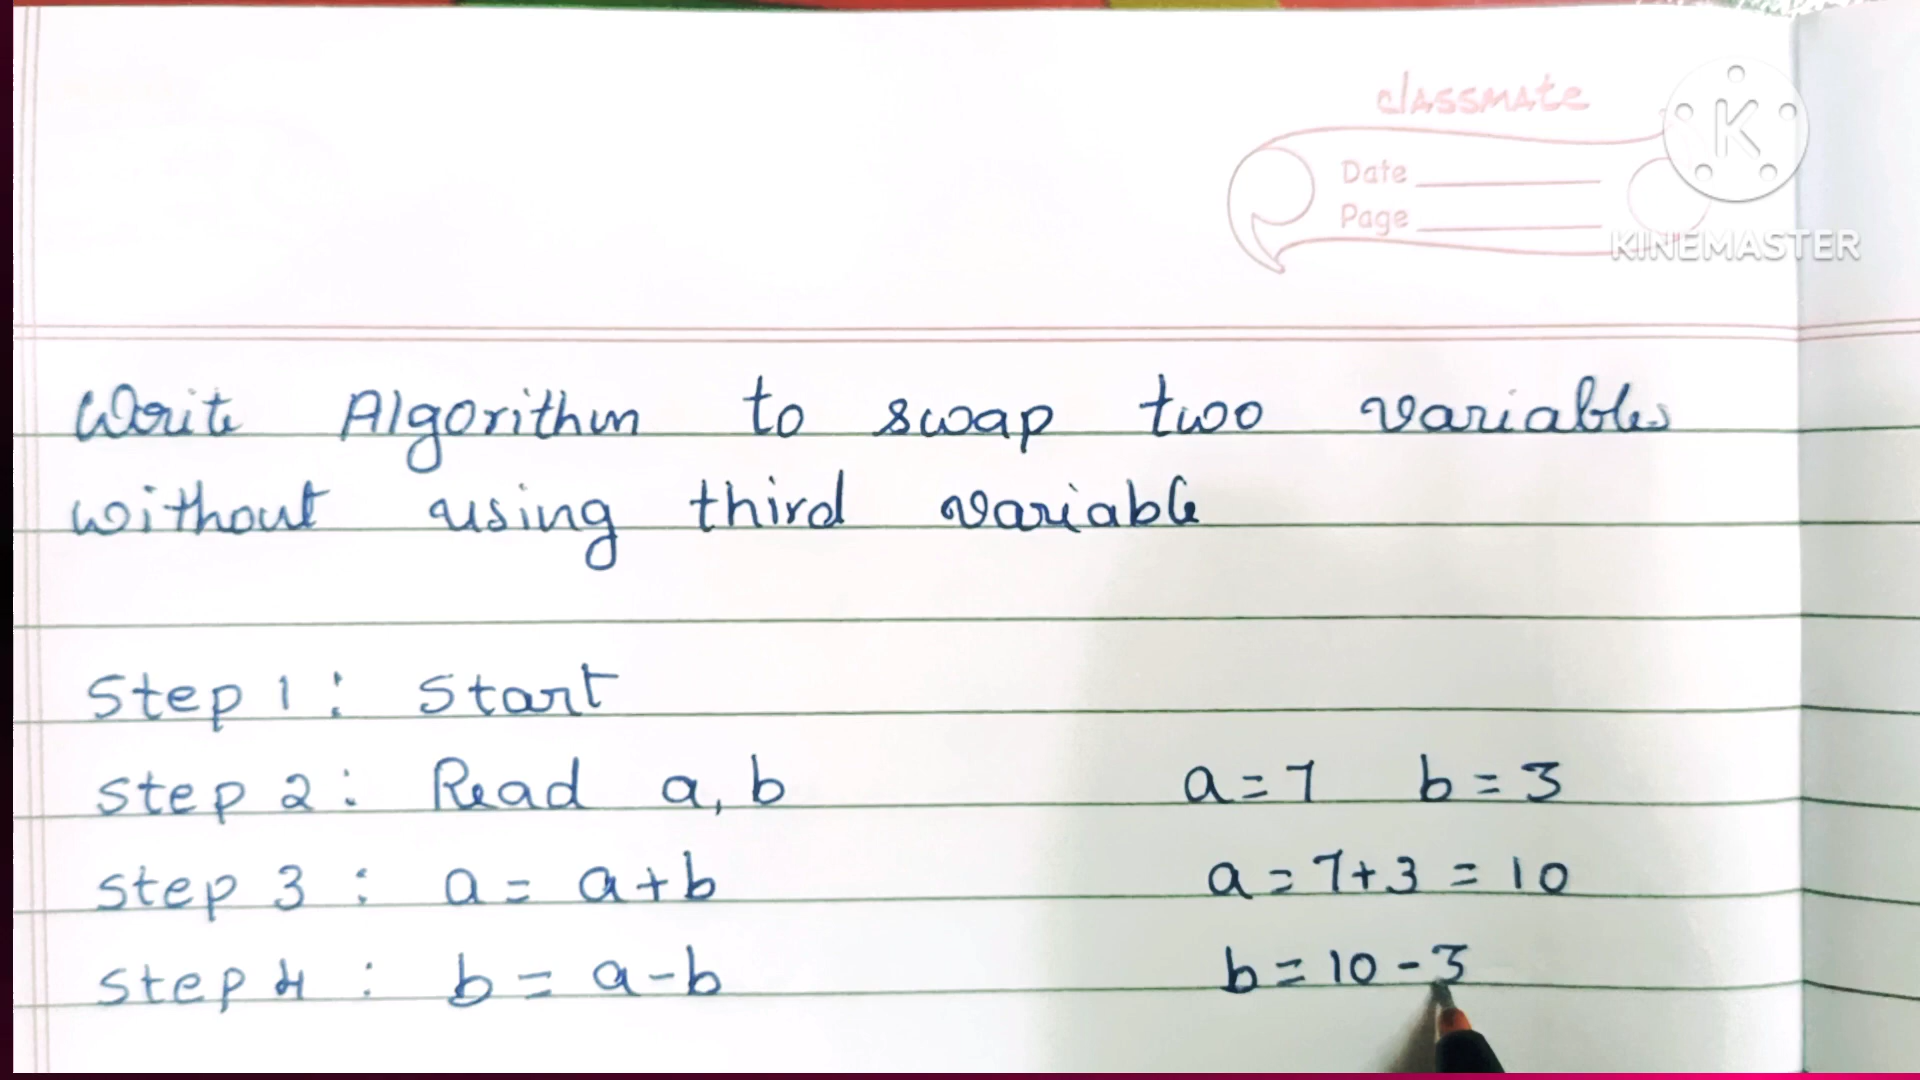 classmate
Date
Page
KINEMASTER
Write Algorithm to swap two variables
without using third variable
Step 1 : Start
Step 2 : Read a, b a = 7 b = 3
Step 3 : a = a+b a = 7+3 = 10
Step 4 : b = a-b b = 10-3